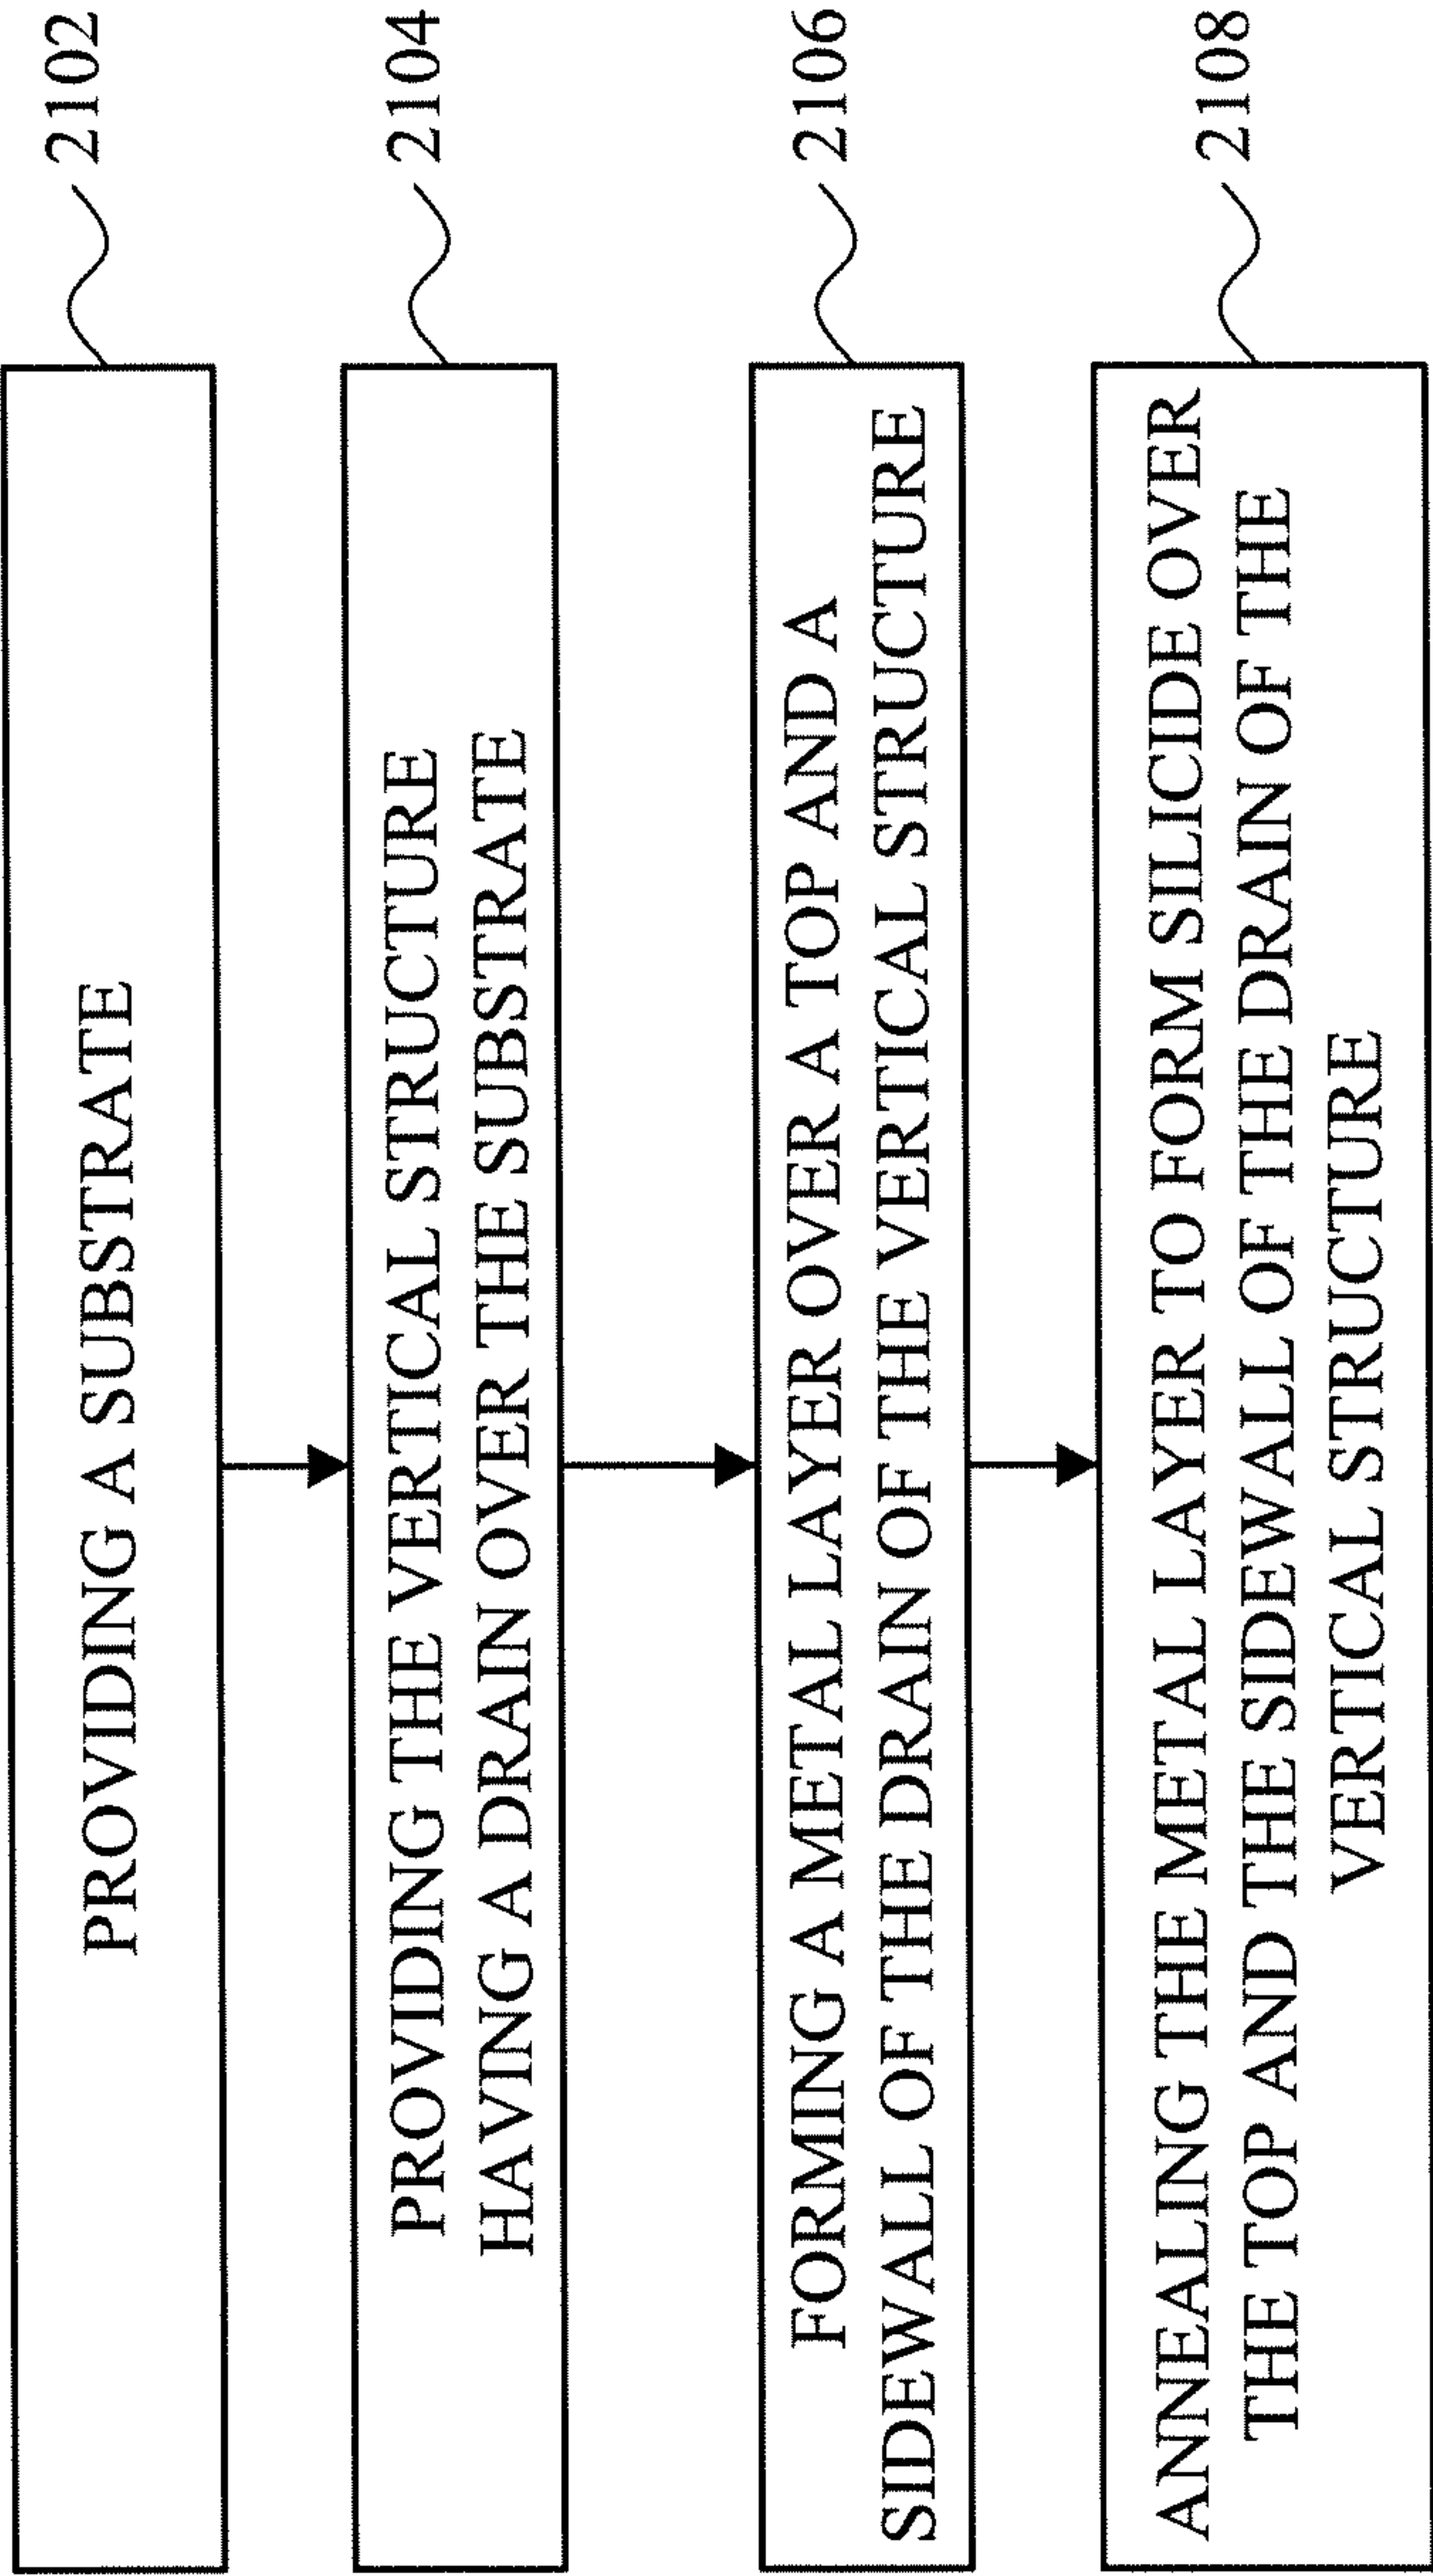 PROVIDING A SUBSTRATE
2102
PROVIDING THE VERTICAL STRUCTURE
HAVING A DRAIN OVER THE SUBSTRATE
2104
FORMING A METAL LAYER OVER A TOP AND A
SIDEWALL OF THE DRAIN OF THE VERTICAL STRUCTURE
2106
ANNEALING THE METAL LAYER TO FORM SILICIDE OVER
THE TOP AND THE SIDEWALL OF THE DRAIN OF THE
VERTICAL STRUCTURE
2108